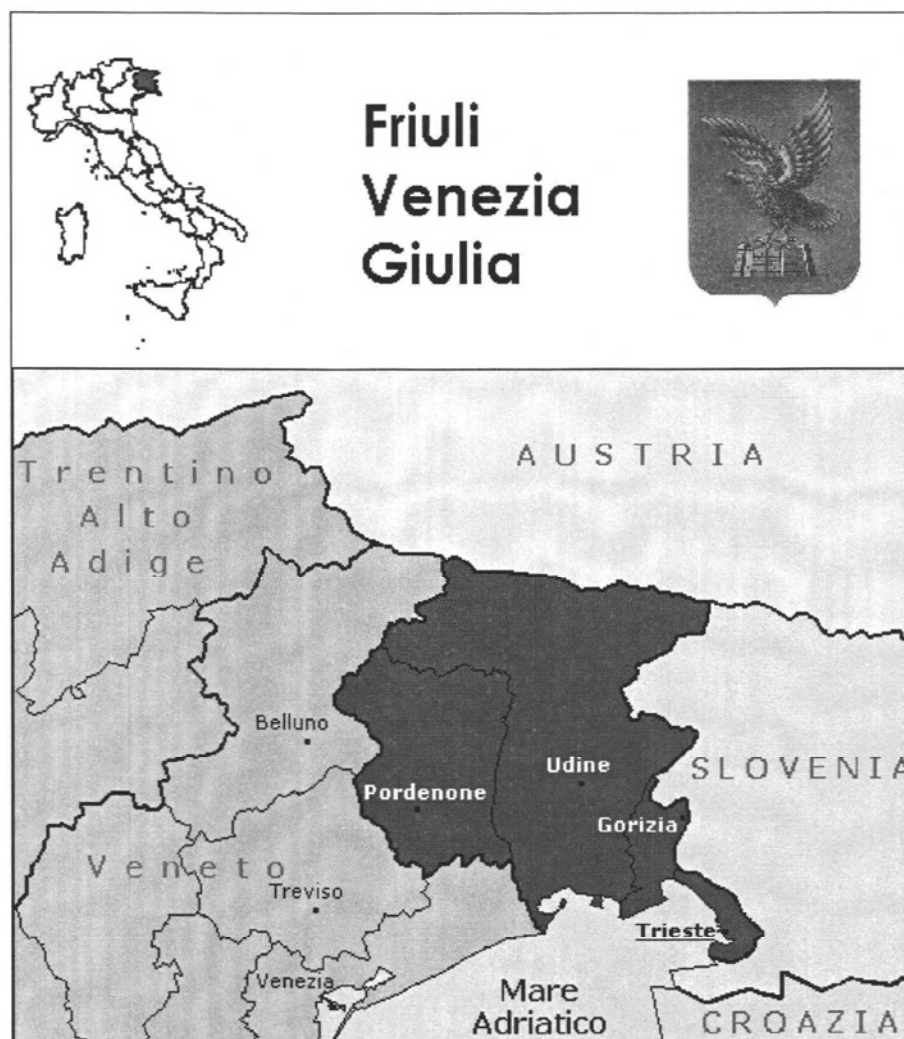 Friuli
Venezia
Giulia
AUSTRIA
Trentino
Alto
Adige
Belluno
Udine
SLOVENIA
Pordenone
Gorizia
Veneto
Treviso
Trieste
Venezia
Mare
Adriatico
CROAZIA